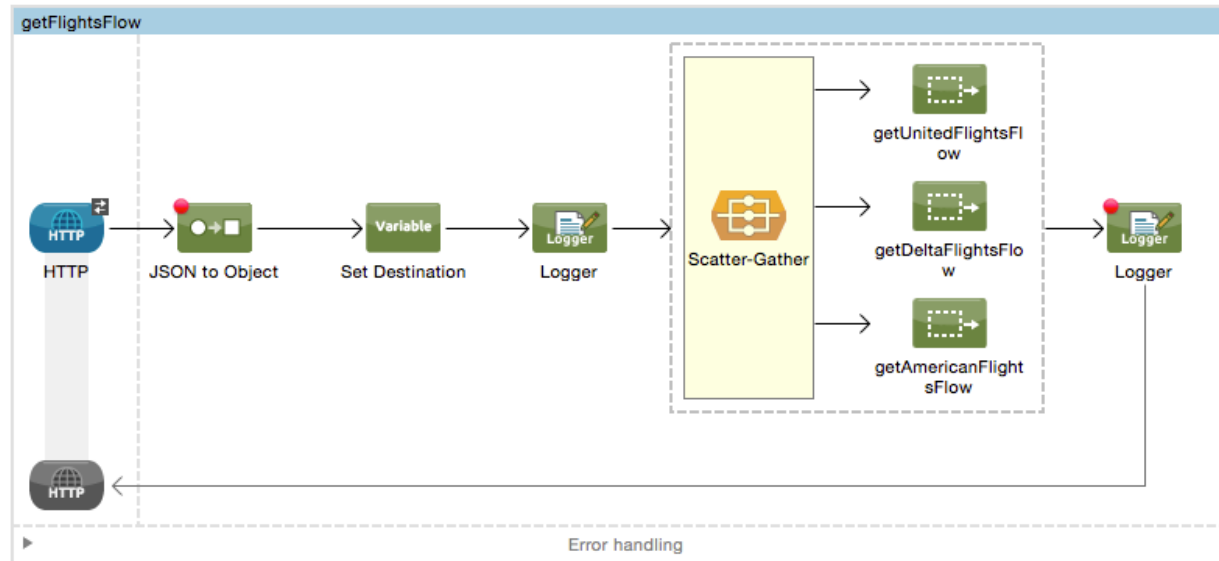 getFlightsFlow
HTTP
HTTP
JSON to Object
Variable
Set Destination
Logger
Logger
Scatter-Gather
getUnitedFlightsFl
ow
getDeltaFlightsFlo
w
getAmericanFlight
sFlow
Logger
Logger
HTTP
Error handling